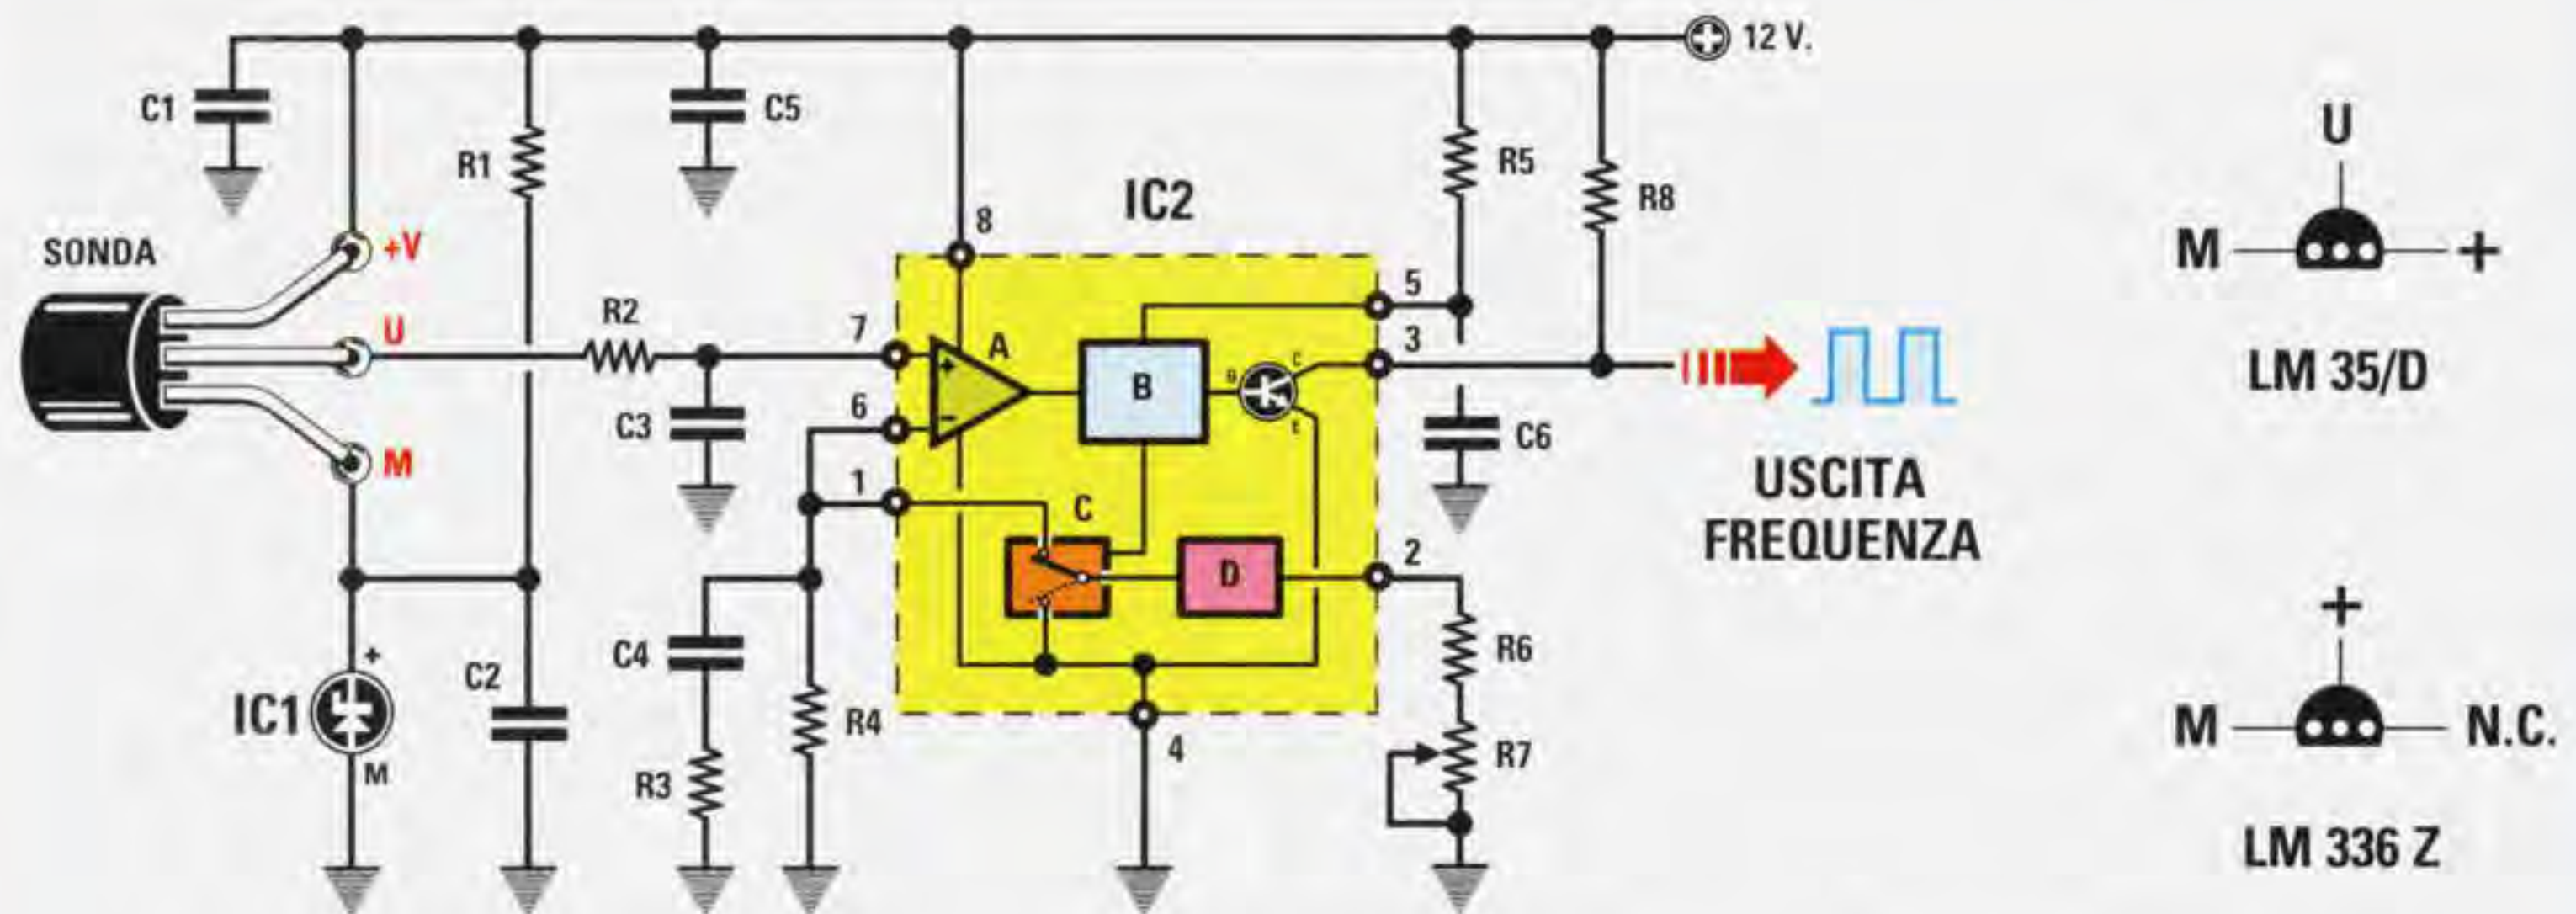 12 V.
C1
C5
R1
R5
R8
IC2
8
SONDA
+V
U
M
R2
C3
7
6
1
A
B
C
D
+
−
B
C
E
5
3
2
4
C6
USCITA
FREQUENZA
IC1
+
M
C2
C4
R3
R4
R6
R7
U
M
+
LM 35/D
+
M
N.C.
LM 336 Z